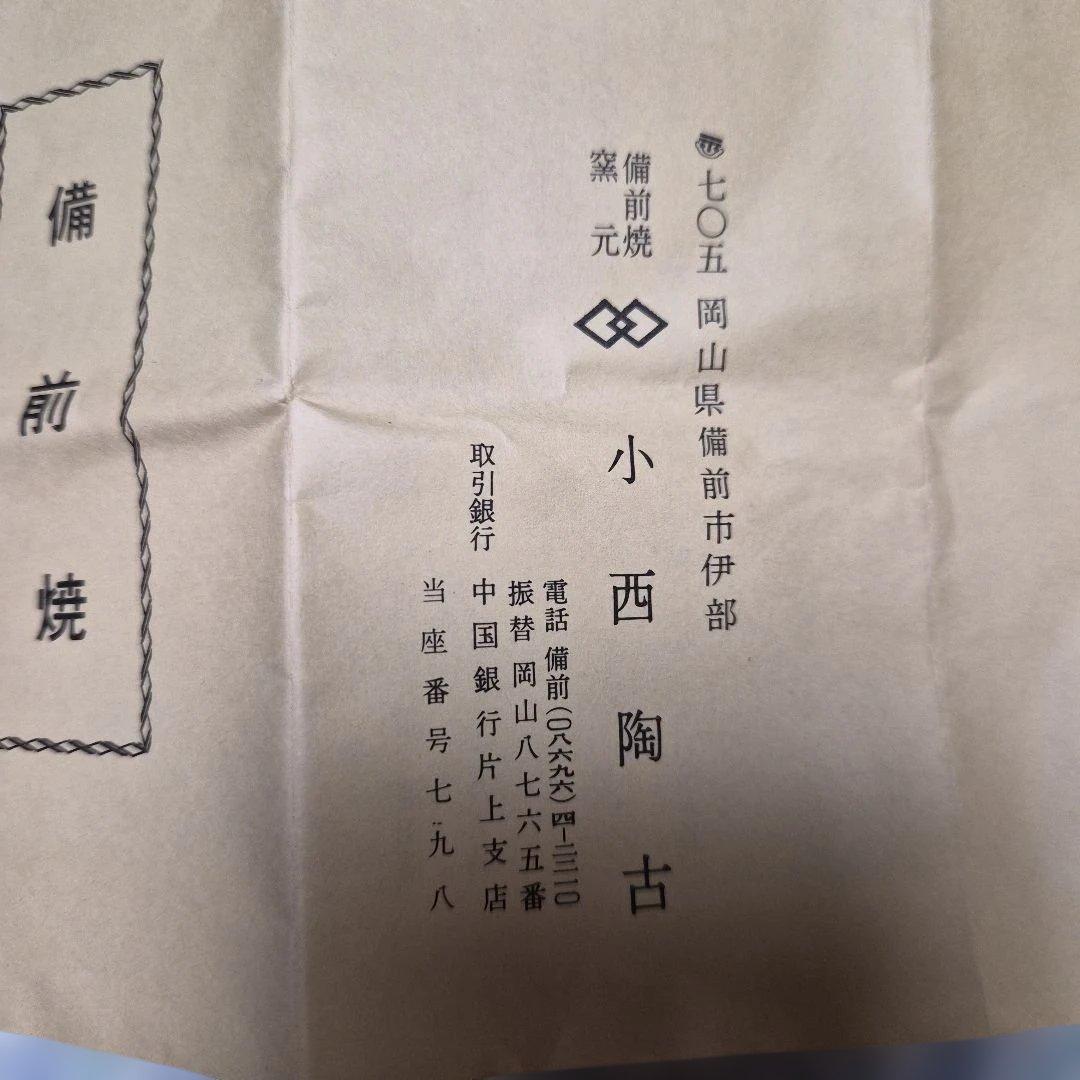 〠七〇五 岡山県備前市伊部
備前焼
窯元
小西陶古
電話 備前(〇八六九六)四-二三一〇
振替 岡山八七六五番
取引銀行 中国銀行片上支店
当座番号七九八
備前焼